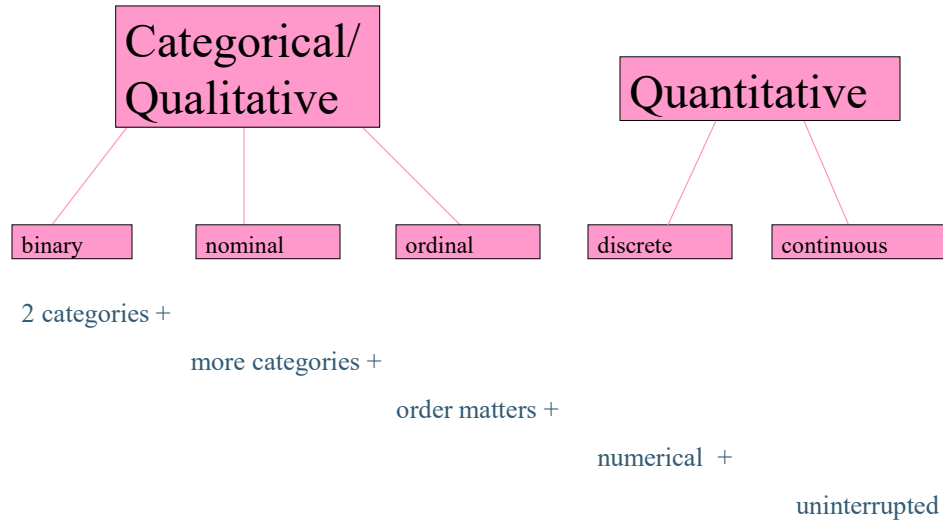 Categorical/
Qualitative
Quantitative
binary
nominal
ordinal
discrete
continuous
2 categories +
more categories +
order matters +
numerical +
uninterrupted